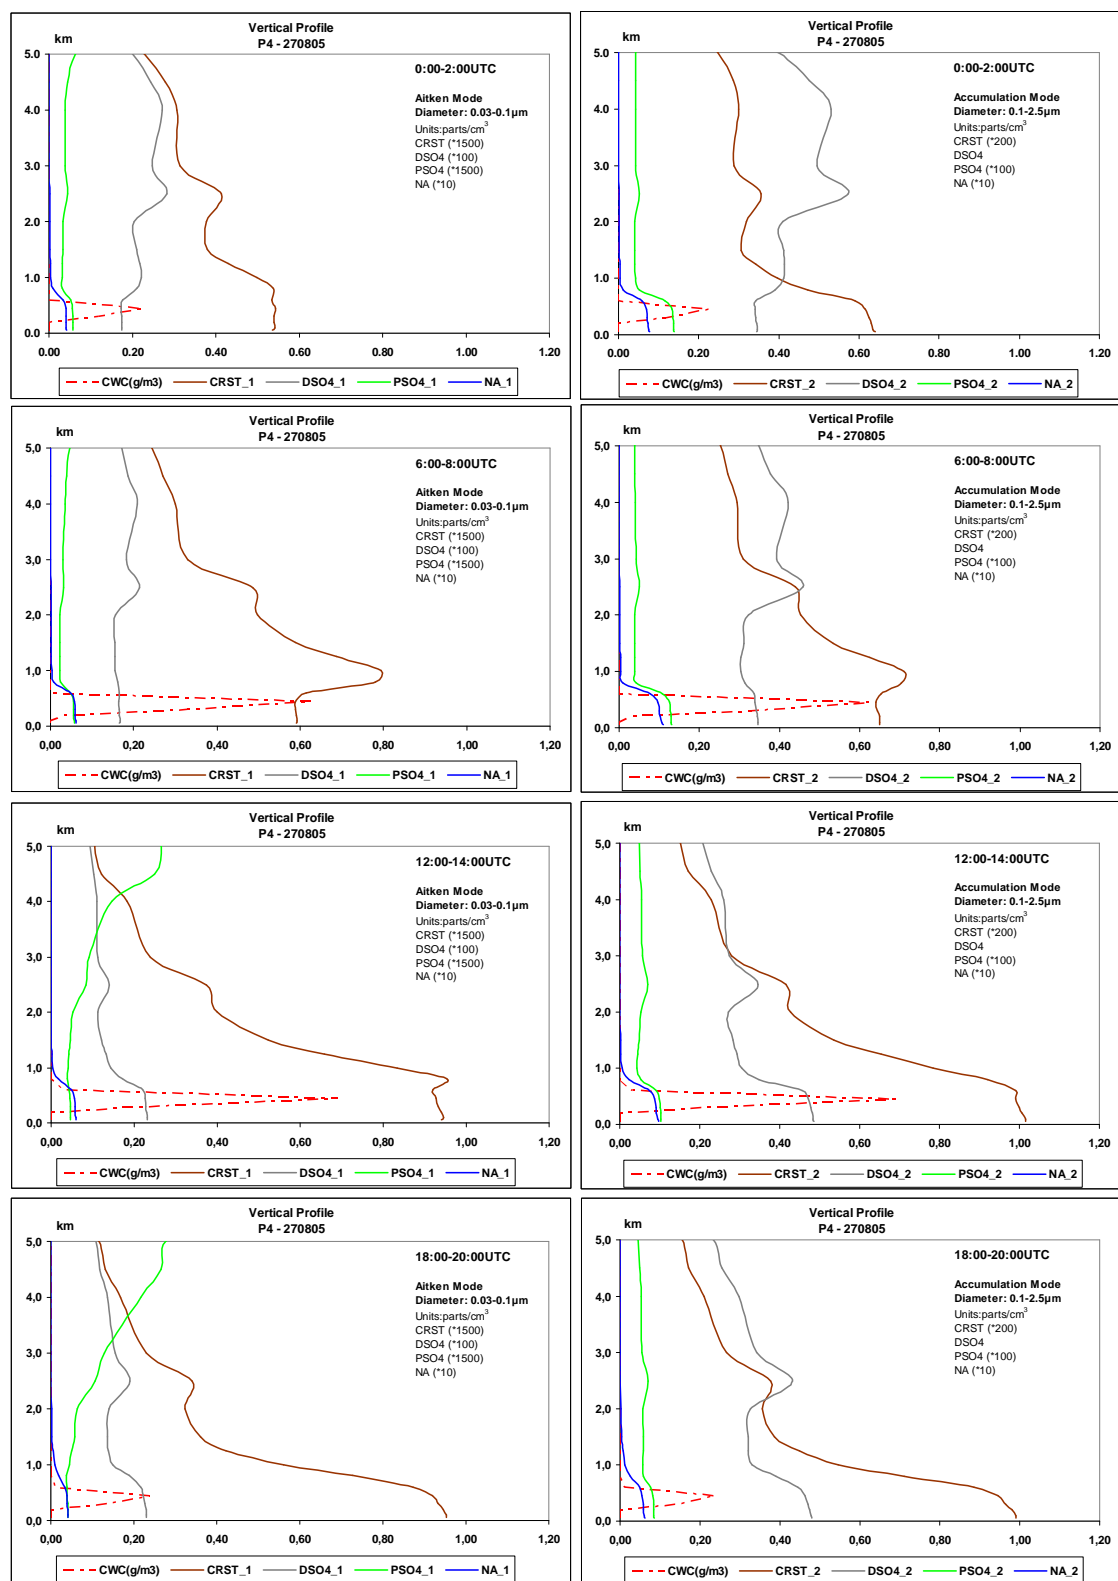 Vertical Profile
P4 - 270805
km
0:00-2:00UTC
Aitken Mode
Diameter: 0.03-0.1µm
Units:parts/cm³
CRST (*1500)
DSO4 (*100)
PSO4 (*1500)
NA (*10)
5.0
4.0
3.0
2.0
1.0
0.0
0.00 0.20 0.40 0.60 0.80 1.00 1.20
CWC(g/m3) CRST_1 DSO4_1 PSO4_1 NA_1
Vertical Profile
P4 - 270805
km
0:00-2:00UTC
Accumulation Mode
Diameter: 0.1-2.5µm
Units:parts/cm³
CRST (*200)
DSO4
PSO4 (*100)
NA (*10)
5.0
4.0
3.0
2.0
1.0
0.0
0.00 0.20 0.40 0.60 0.80 1.00 1.20
CWC(g/m3) CRST_2 DSO4_2 PSO4_2 NA_2
Vertical Profile
P4 - 270805
km
6:00-8:00UTC
Aitken Mode
Diameter: 0.03-0.1µm
Units:parts/cm³
CRST (*1500)
DSO4 (*100)
PSO4 (*1500)
NA (*10)
5,0
4,0
3,0
2,0
1,0
0,0
0,00 0,20 0,40 0,60 0,80 1,00 1,20
CWC(g/m3) CRST_1 DSO4_1 PSO4_1 NA_1
Vertical Profile
P4 - 270805
km
6:00-8:00UTC
Accumulation Mode
Diameter: 0.1-2.5µm
Units:parts/cm³
CRST (*200)
DSO4
PSO4 (*100)
NA (*10)
5,0
4,0
3,0
2,0
1,0
0,0
0,00 0,20 0,40 0,60 0,80 1,00 1,20
CWC(g/m3) CRST_2 DSO4_2 PSO4_2 NA_2
Vertical Profile
P4 - 270805
km
12:00-14:00UTC
Aitken Mode
Diameter: 0.03-0.1µm
Units:parts/cm³
CRST (*1500)
DSO4 (*100)
PSO4 (*1500)
NA (*10)
5,0
4,0
3,0
2,0
1,0
0,0
0,00 0,20 0,40 0,60 0,80 1,00 1,20
CWC(g/m3) CRST_1 DSO4_1 PSO4_1 NA_1
Vertical Profile
P4 - 270805
km
12:00-14:00UTC
Accumulation Mode
Diameter: 0.1-2.5µm
Units:parts/cm³
CRST (*200)
DSO4
PSO4 (*100)
NA (*10)
5,0
4,0
3,0
2,0
1,0
0,0
0,00 0,20 0,40 0,60 0,80 1,00 1,20
CWC(g/m3) CRST_2 DSO4_2 PSO4_2 NA_2
Vertical Profile
P4 - 270805
km
18:00-20:00UTC
Aitken Mode
Diameter: 0.03-0.1µm
Units:parts/cm³
CRST (*1500)
DSO4 (*100)
PSO4 (*1500)
NA (*10)
5,0
4,0
3,0
2,0
1,0
0,0
0,00 0,20 0,40 0,60 0,80 1,00 1,20
CWC(g/m3) CRST_1 DSO4_1 PSO4_1 NA_1
Vertical Profile
P4 - 270805
km
18:00-20:00UTC
Accumulation Mode
Diameter: 0.1-2.5µm
Units:parts/cm³
CRST (*200)
DSO4
PSO4 (*100)
NA (*10)
5,0
4,0
3,0
2,0
1,0
0,0
0,00 0,20 0,40 0,60 0,80 1,00 1,20
CWC(g/m3) CRST_2 DSO4_2 PSO4_2 NA_2